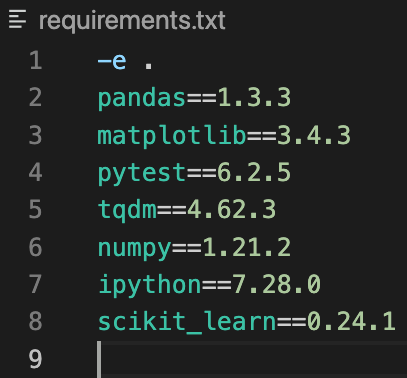 requirements.txt
1 -e .
2 pandas==1.3.3
3 matplotlib==3.4.3
4 pytest==6.2.5
5 tqdm==4.62.3
6 numpy==1.21.2
7 ipython==7.28.0
8 scikit_learn==0.24.1
9